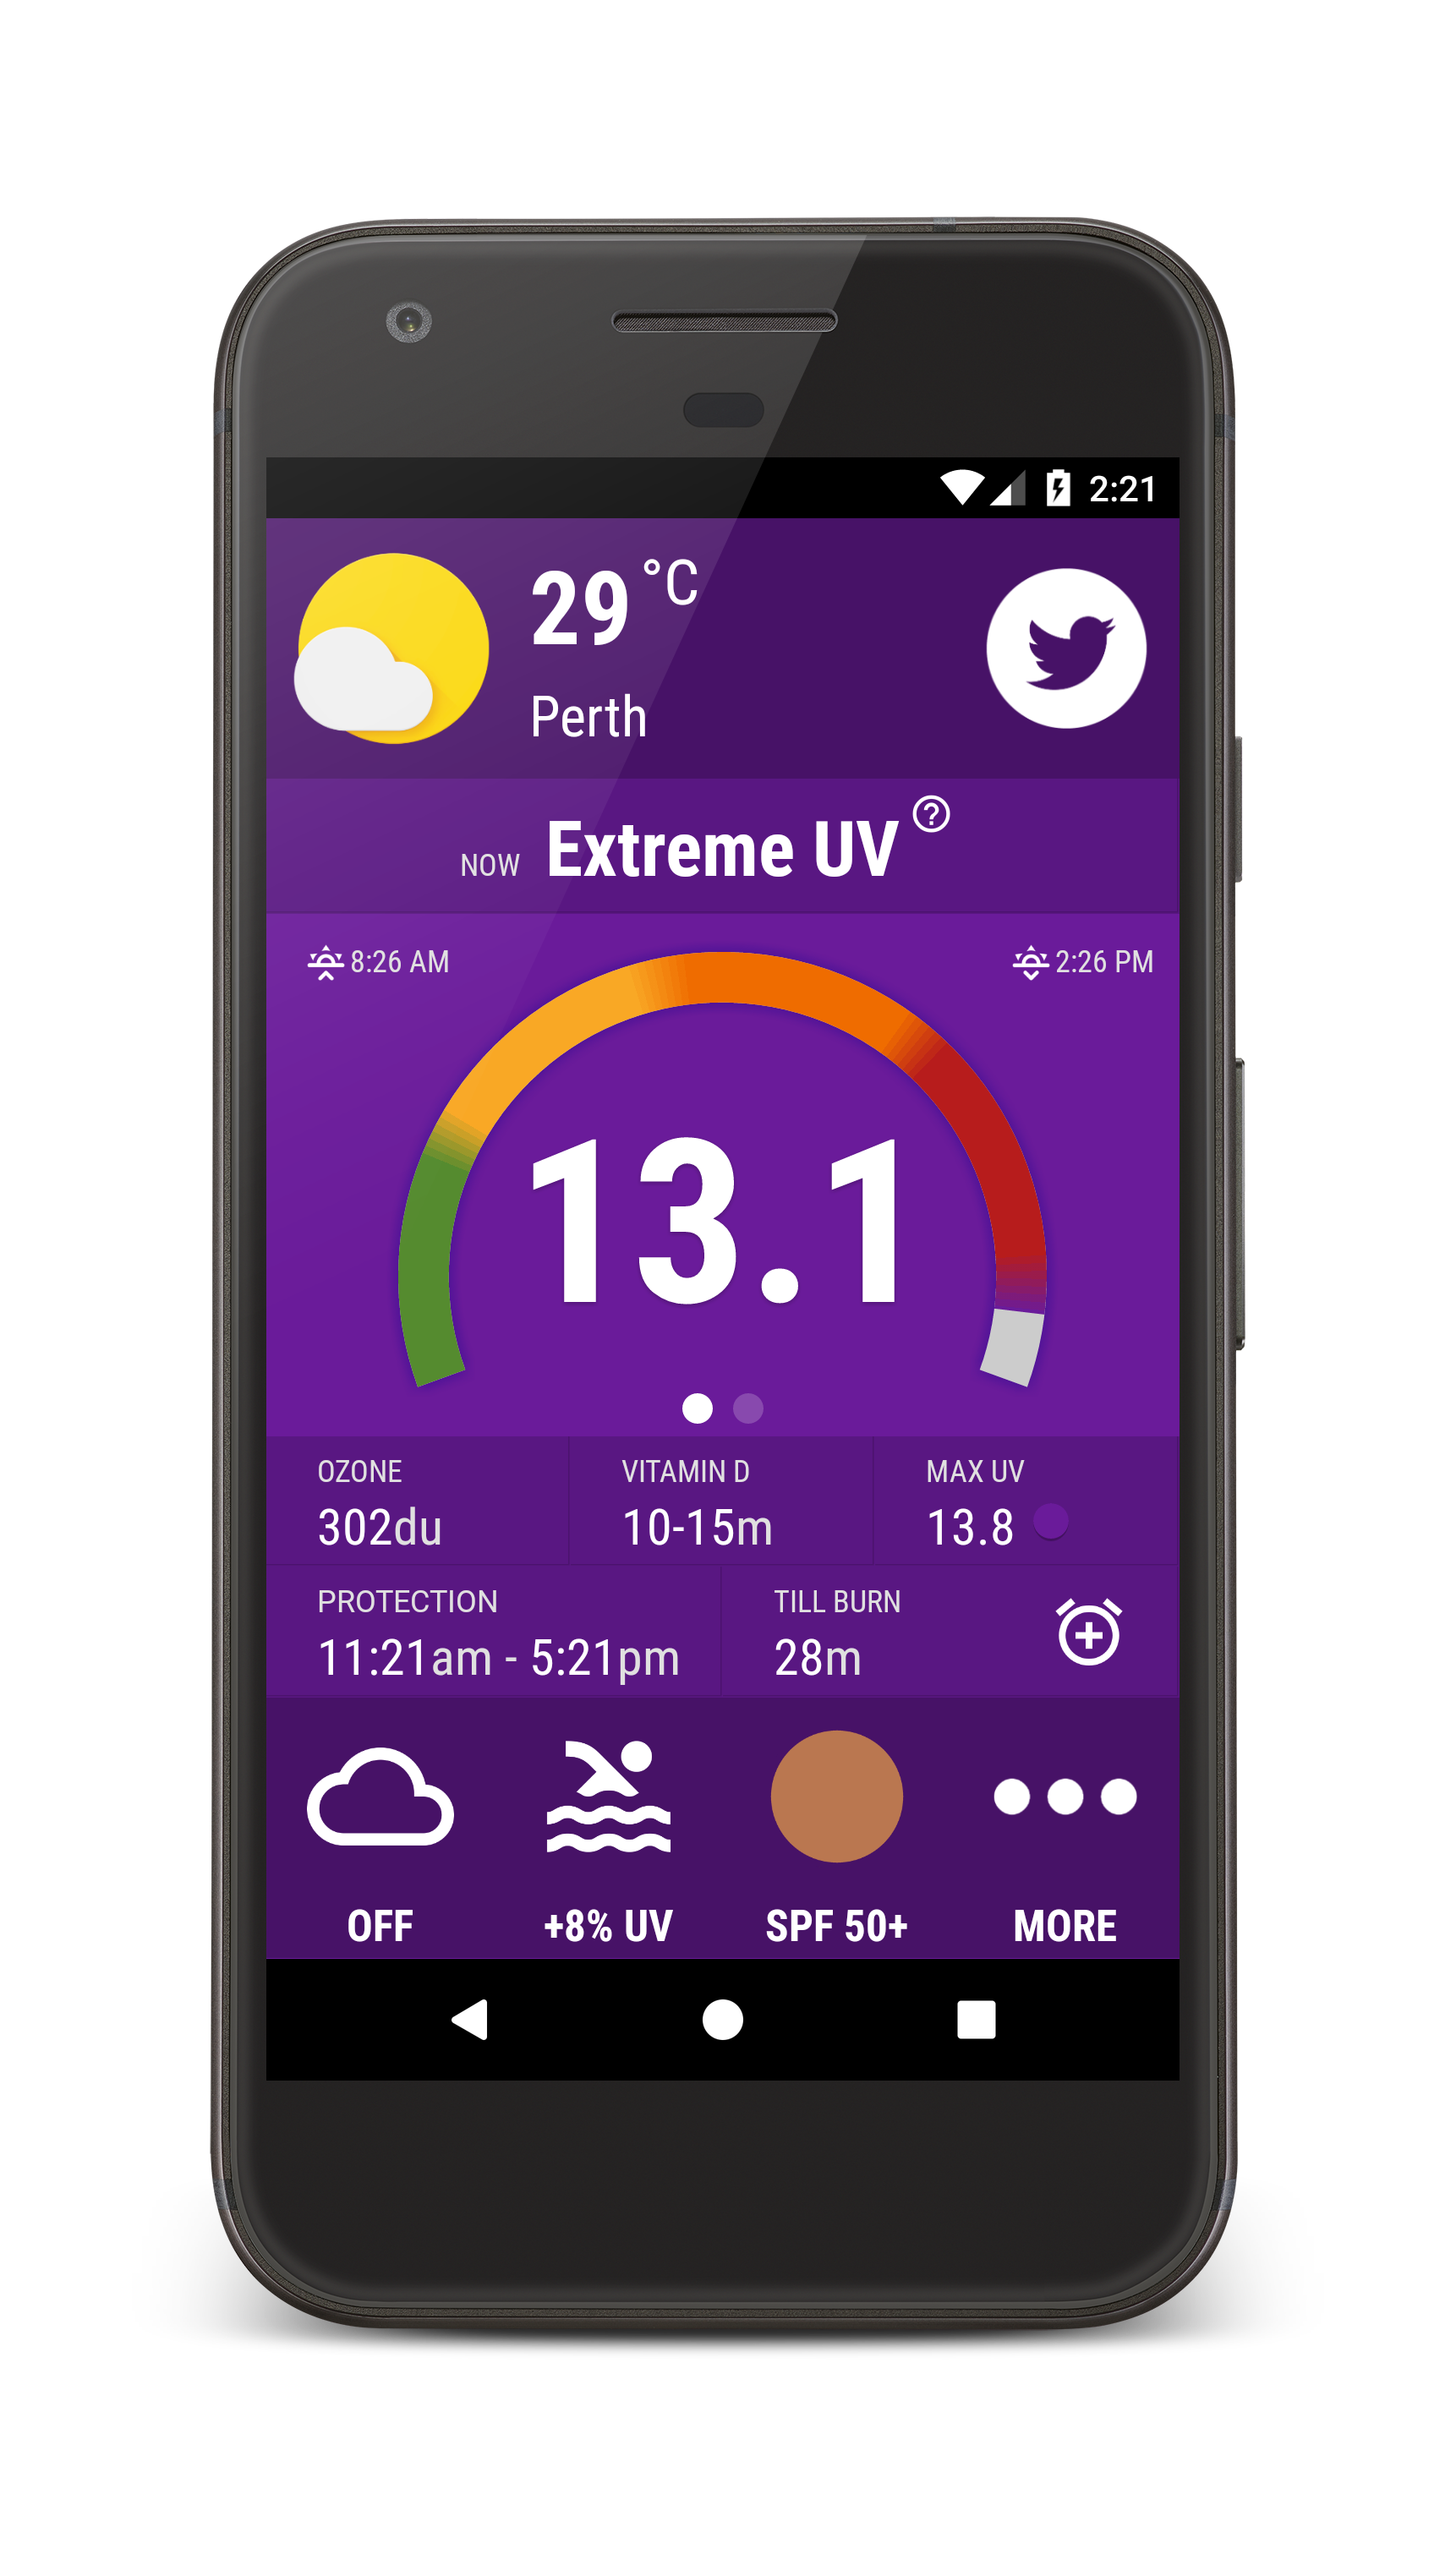 2:21
29 °C
Perth
NOW Extreme UV ?
8:26 AM 2:26 PM
13.1
OZONE VITAMIN D MAX UV
302du 10-15m 13.8
PROTECTION TILL BURN
11:21am - 5:21pm 28m
OFF +8% UV SPF 50+ MORE